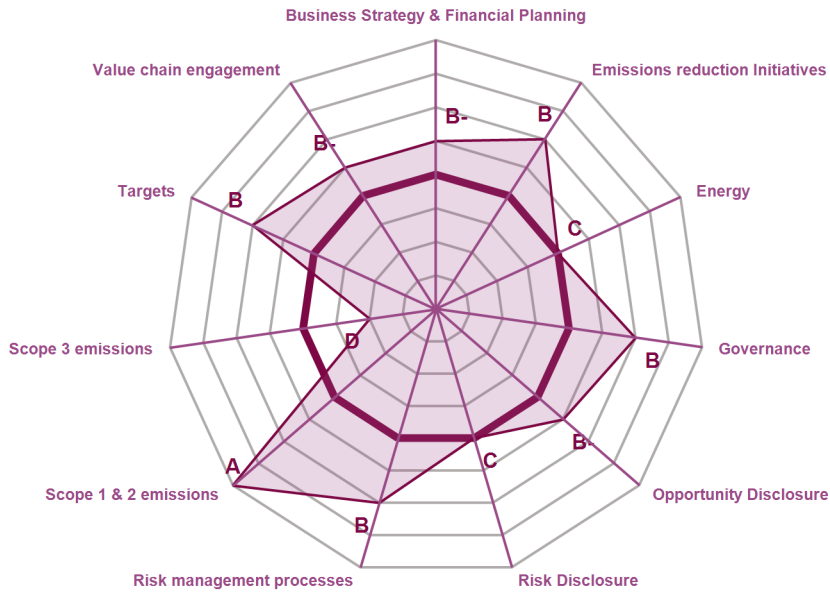 Business Strategy & Financial Planning
Value chain engagement
Emissions reduction Initiatives
B-
B
B-
Targets
B
Energy
C
Scope 3 emissions
D
Governance
B
B-
A
C
Scope 1 & 2 emissions
Opportunity Disclosure
B
Risk management processes
Risk Disclosure